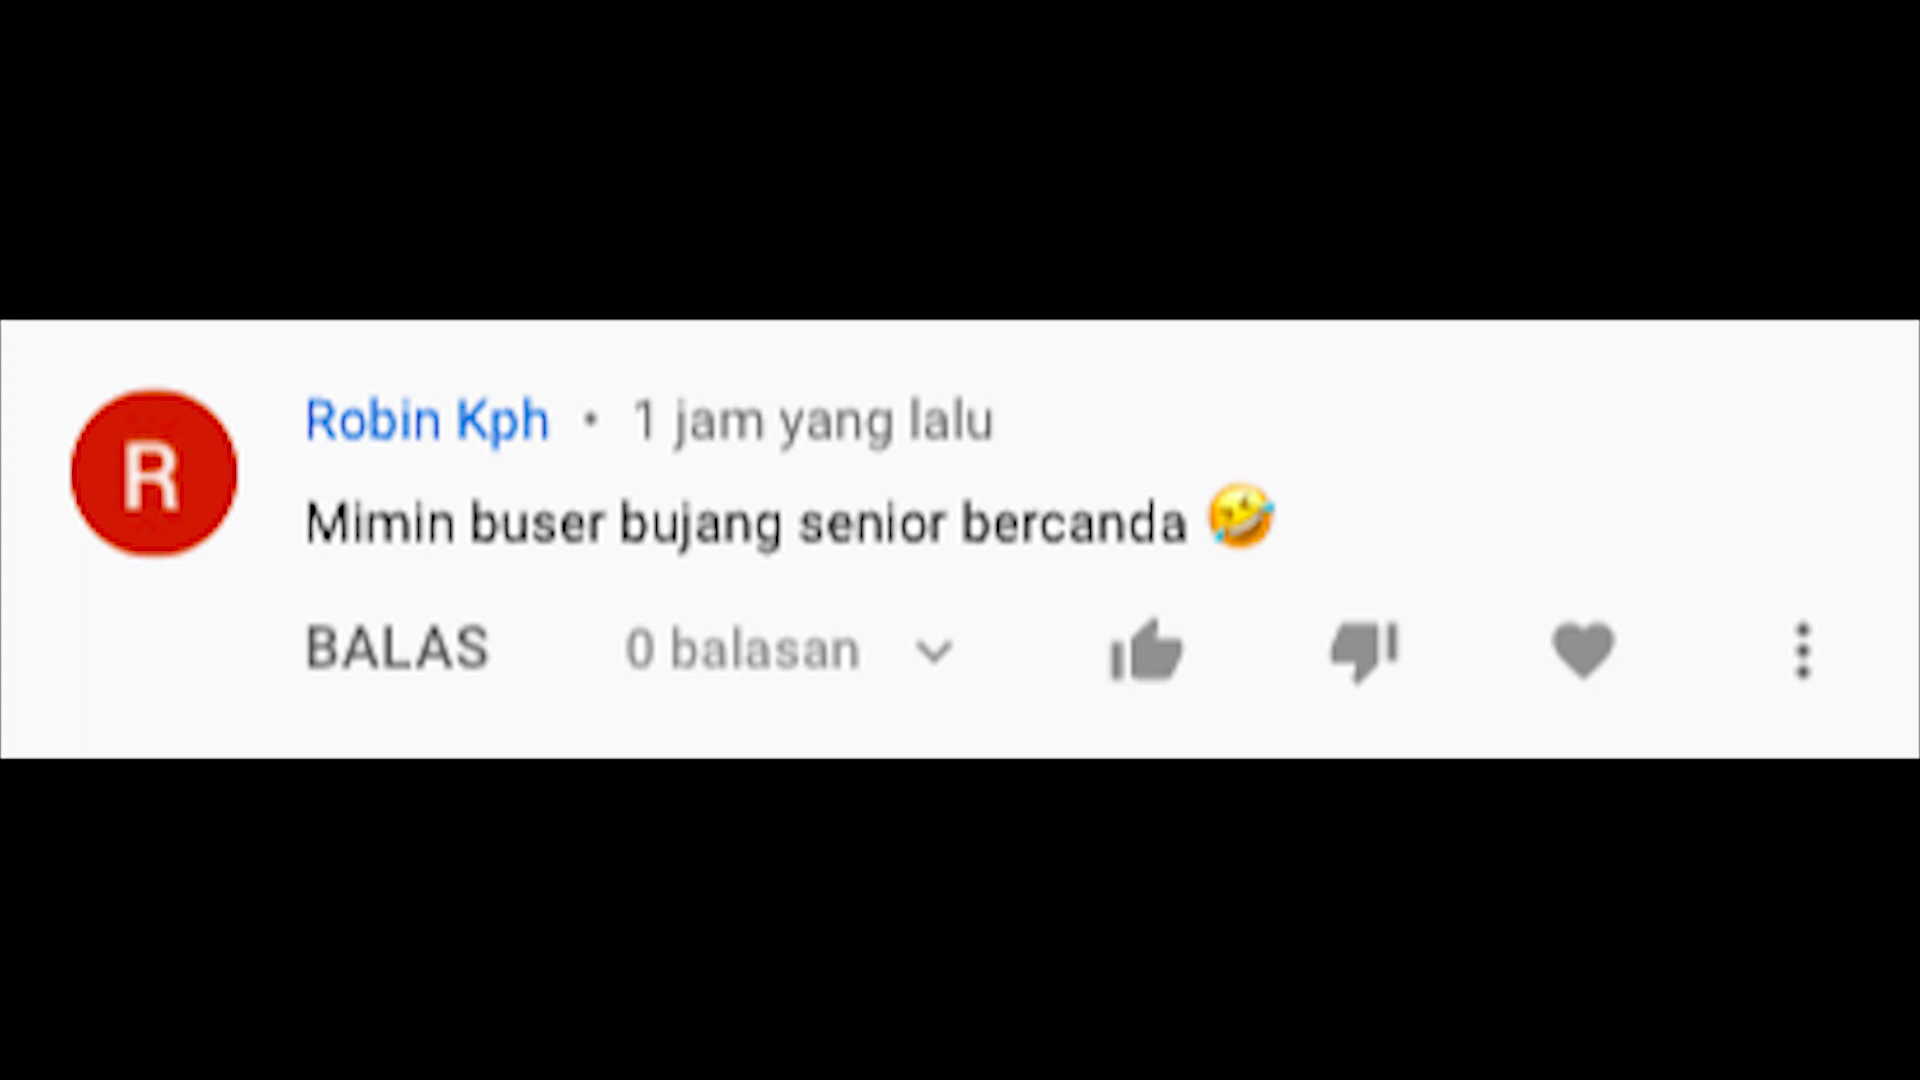 R
Robin Kph • 1 jam yang lalu
Mimin buser bujang senior bercanda 🤣
BALAS 0 balasan